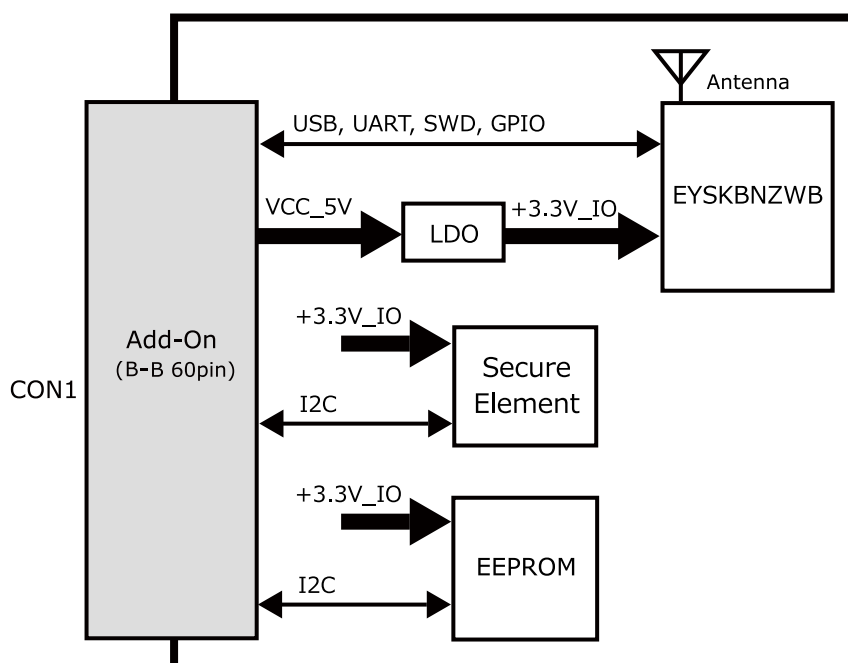 Antenna
USB, UART, SWD, GPIO
EYSKBNZWB
VCC_5V
+3.3V_IO
LDO
+3.3V_IO
Add-On
(B-B 60pin)
Secure
Element
CON1
I2C
+3.3V_IO
EEPROM
I2C